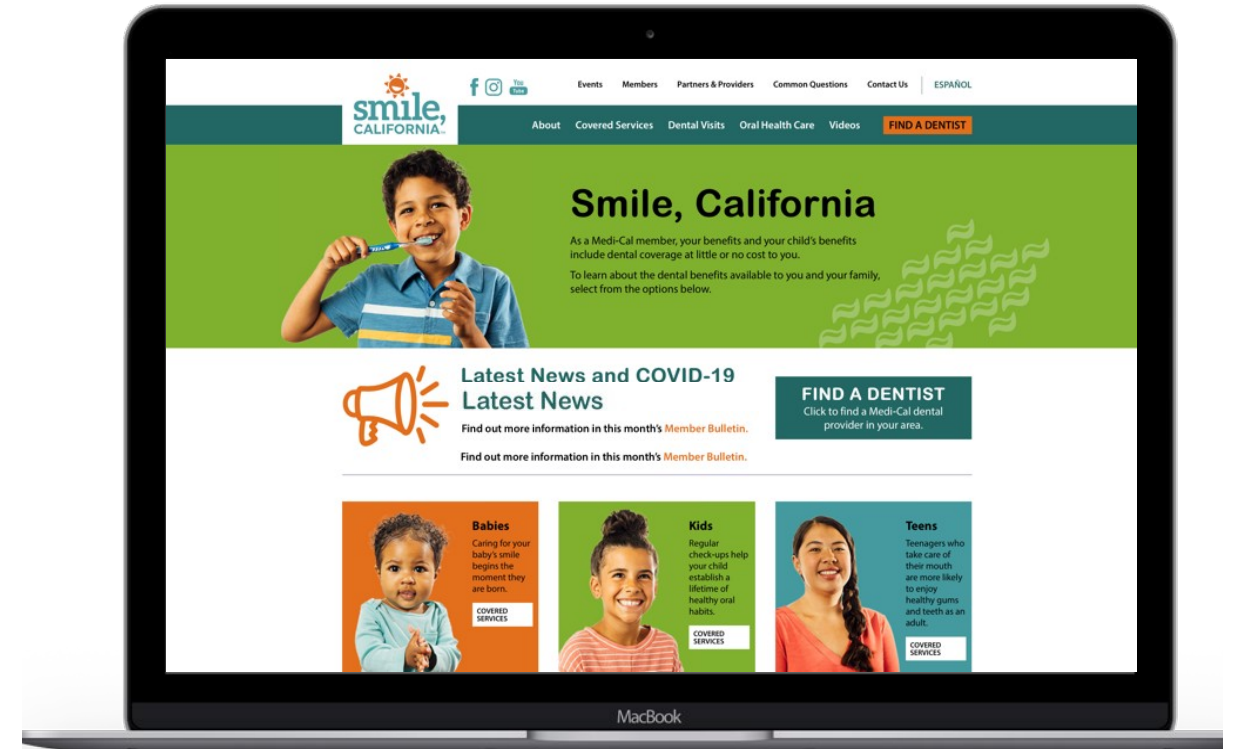 smile,
CALIFORNIA
You
Tube
Events Members Partners & Providers Common Questions Contact Us ESPAÑOL
About Covered Services Dental Visits Oral Health Care Videos FIND A DENTIST
Smile, California
As a Medi-Cal member, your benefits and your child's benefits
include dental coverage at little or no cost to you.
To learn about the dental benefits available to you and your family,
select from the options below.
Latest News and COVID-19
Latest News
Find out more information in this month's Member Bulletin.
Find out more information in this month's Member Bulletin.
FIND A DENTIST
Click to find a Medi-Cal dental
provider in your area.
Babies
Caring for your
baby's smile
begins the
moment they
are born.
COVERED
SERVICES
Kids
Regular
check-ups help
your child
establish a
lifetime of
healthy oral
habits.
COVERED
SERVICES
Teens
Teenagers who
take care of
their mouth
are more likely
to enjoy
healthy gums
and teeth as an
adult.
COVERED
SERVICES
MacBook